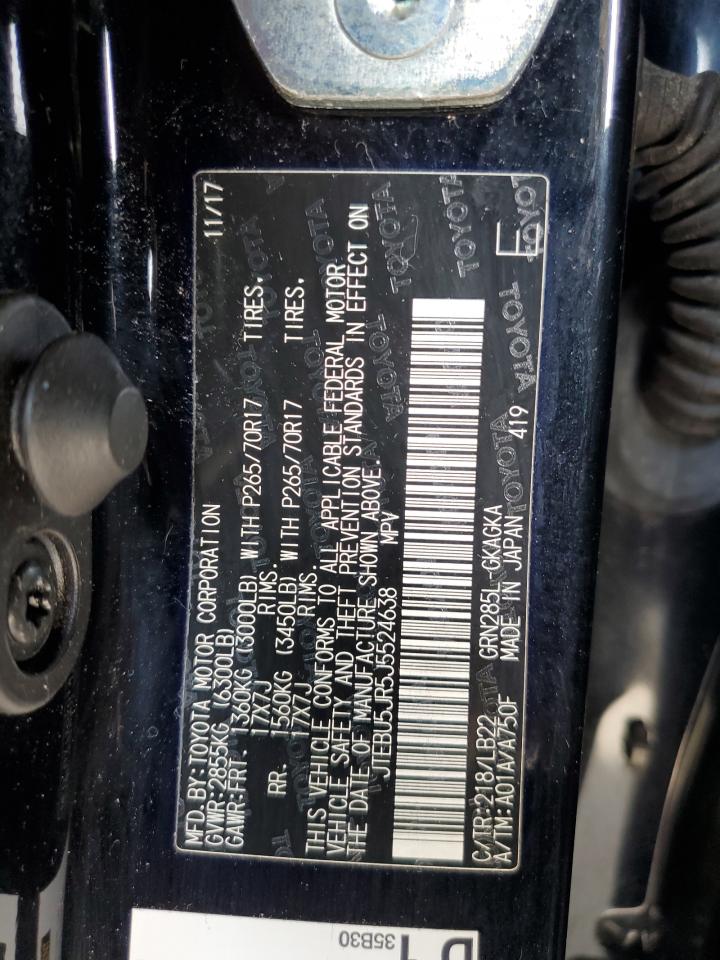 MFD.BY:TOYOTA MOTOR CORPORATION 11/17
GVWR:2855KG (6300LB)
GAWR:FRT. 1360KG (3000LB) WITH P265/70R17 TIRES.
17X7J RIMS.
RR. 1560KG (3450LB) WITH P265/70R17 TIRES.
17X7J RIMS.
THIS VEHICLE CONFORMS TO ALL APPLICABLE FEDERAL MOTOR
VEHICLE SAFETY AND THEFT PREVENTION STANDARDS IN EFFECT ON
THE DATE OF MANUFACTURE SHOWN ABOVE.
JTEBU5JR5J5524638 MPV
C/TR:218/LB22 GRN285L-GKAGKA 419 E
A/TM:A01A/A750F MADE IN JAPAN
35B30